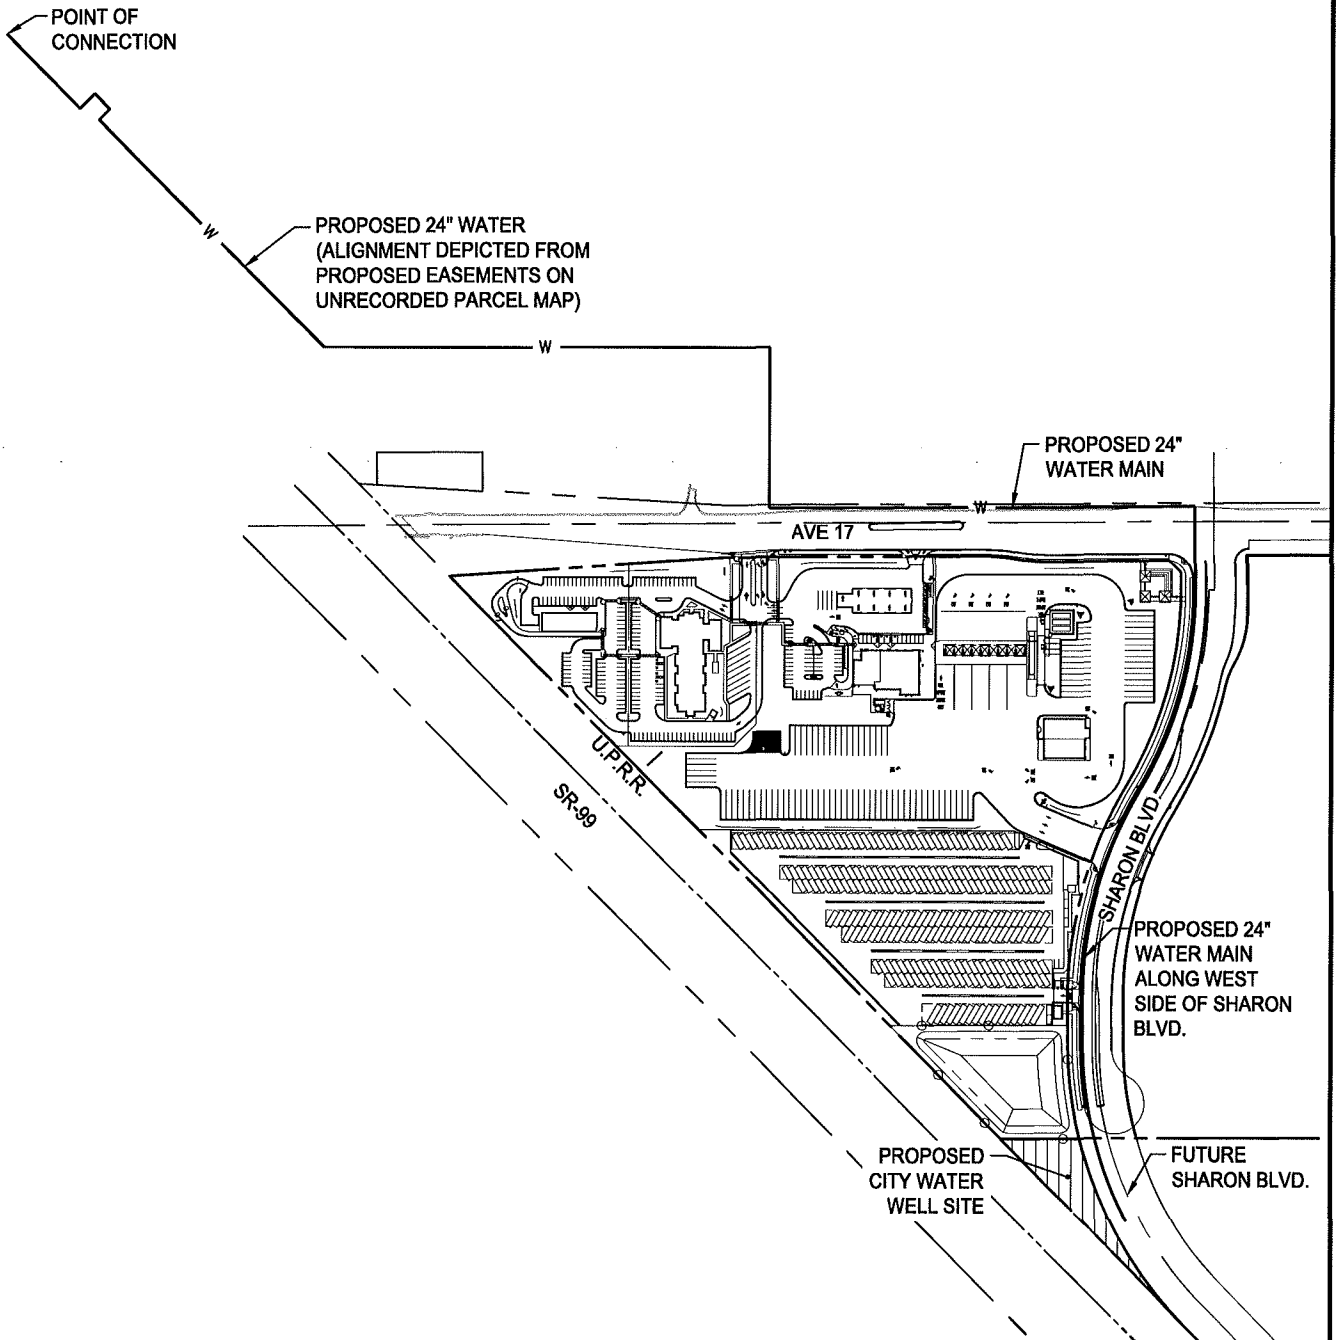 POINT OF
CONNECTION
W
PROPOSED 24" WATER
(ALIGNMENT DEPICTED FROM
PROPOSED EASEMENTS ON
UNRECORDED PARCEL MAP)
W
PROPOSED 24"
WATER MAIN
W
AVE 17
U.P.R.R.
SR-99
SHARON BLVD.
PROPOSED 24"
WATER MAIN
ALONG WEST
SIDE OF SHARON
BLVD.
PROPOSED
CITY WATER
WELL SITE
FUTURE
SHARON BLVD.